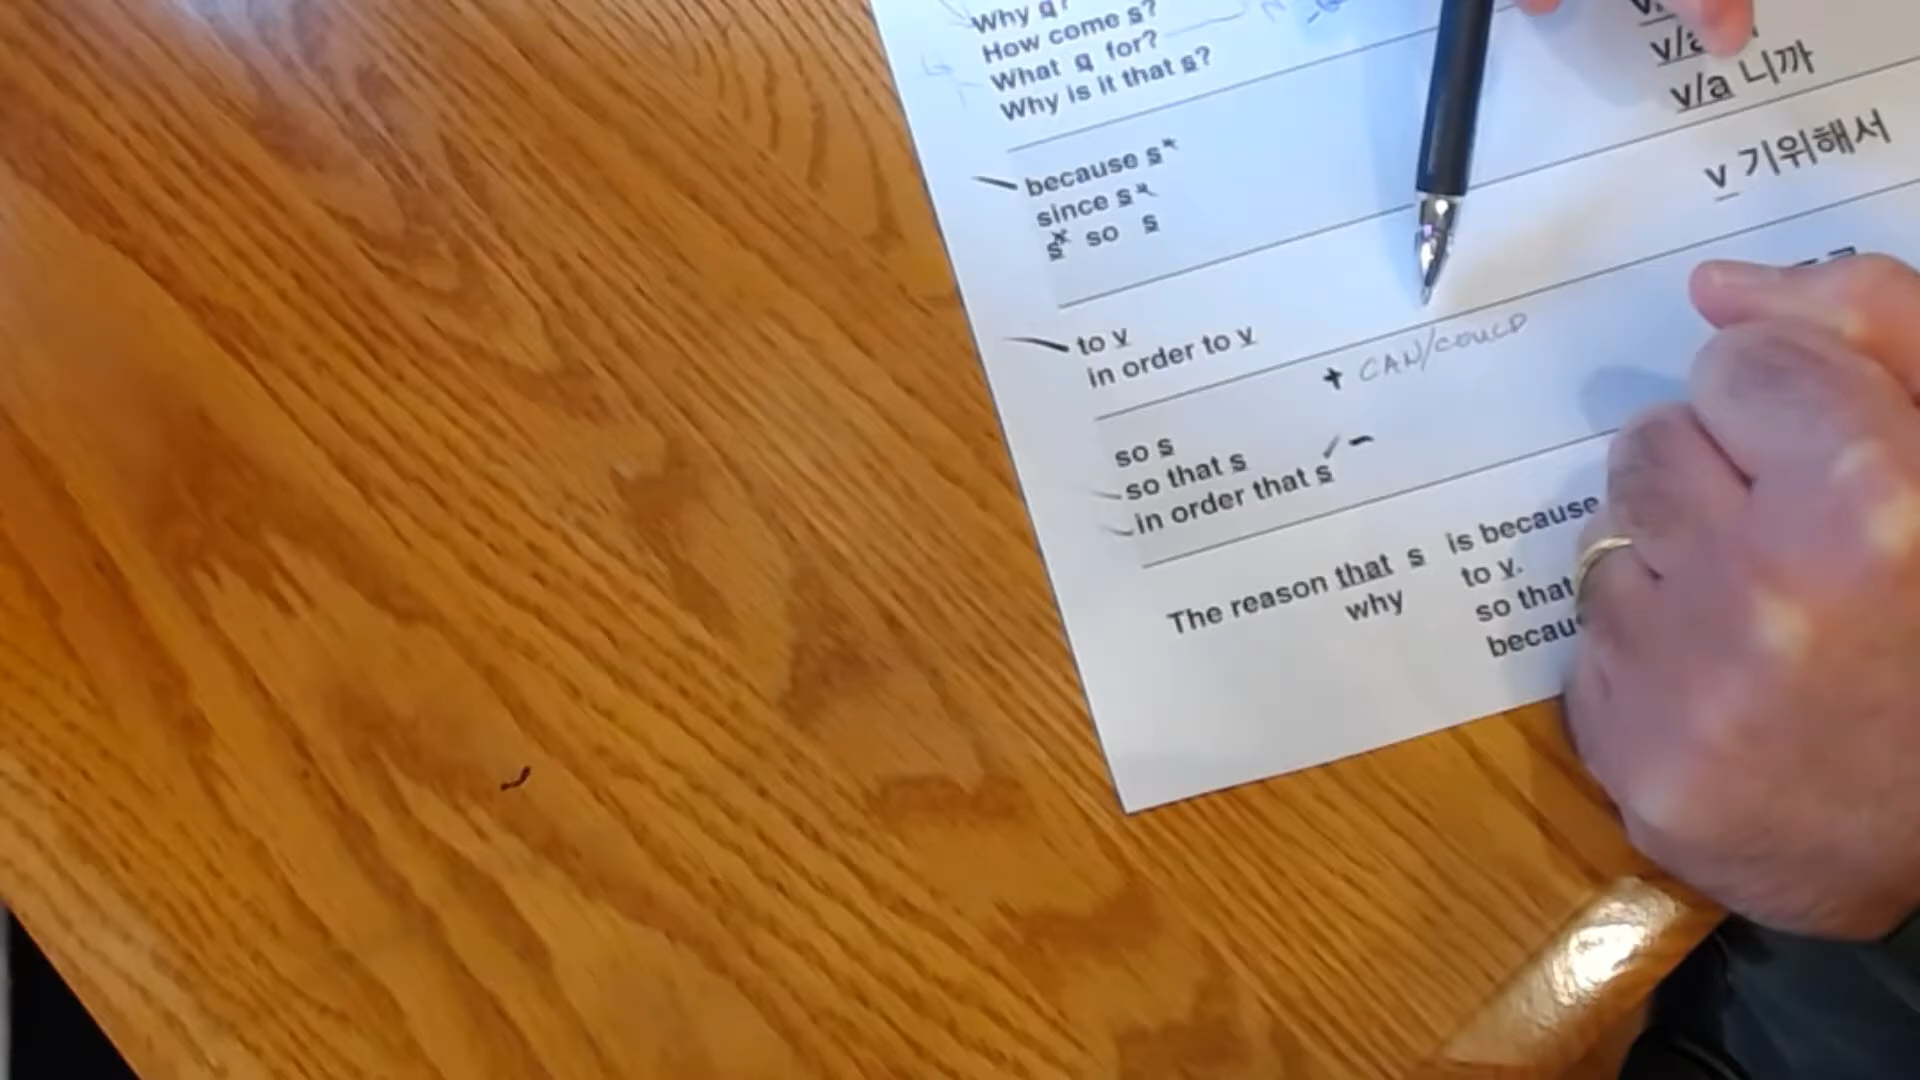 Why q?
How come s?
What q for?
Why is it that s?
v/a
v/a 니까
because s*
since s*
s* so s
v 기위해서
to v
in order to v
+ CAN/COULD
so s
so that s
in order that s
The reason that s is because
why to v.
so that